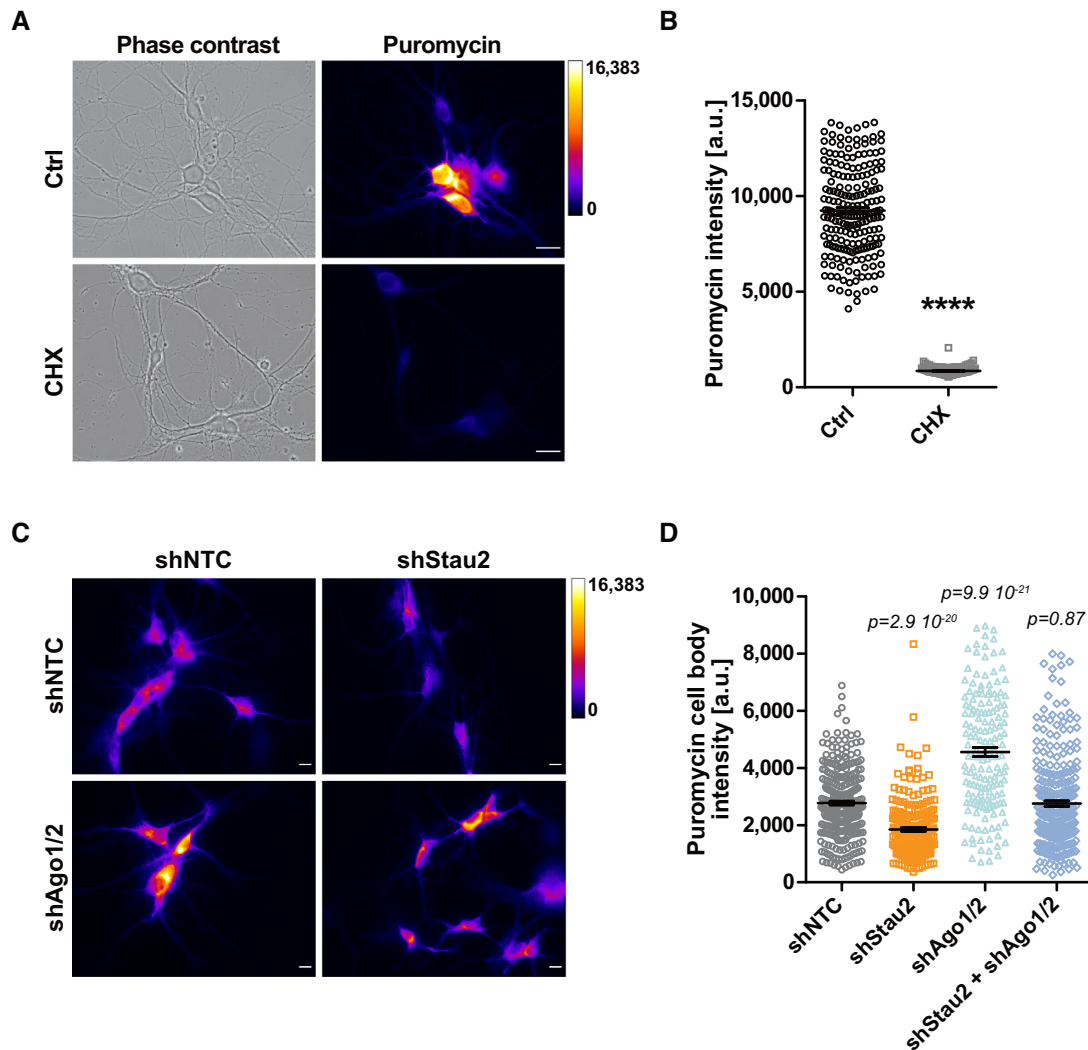 A
Phase contrast
Puromycin
Ctrl
CHX
16,383
0
B
Puromycin intensity [a.u.]
15,000
10,000
5,000
0
****
Ctrl
CHX
C
shNTC
shStau2
shNTC
shAgo1/2
16,383
0
D
Puromycin cell body
intensity [a.u.]
10,000
8,000
6,000
4,000
2,000
0
p=2.9 10⁻²⁰
p=9.9 10⁻²¹
p=0.87
shNTC
shStau2
shAgo1/2
shStau2 + shAgo1/2